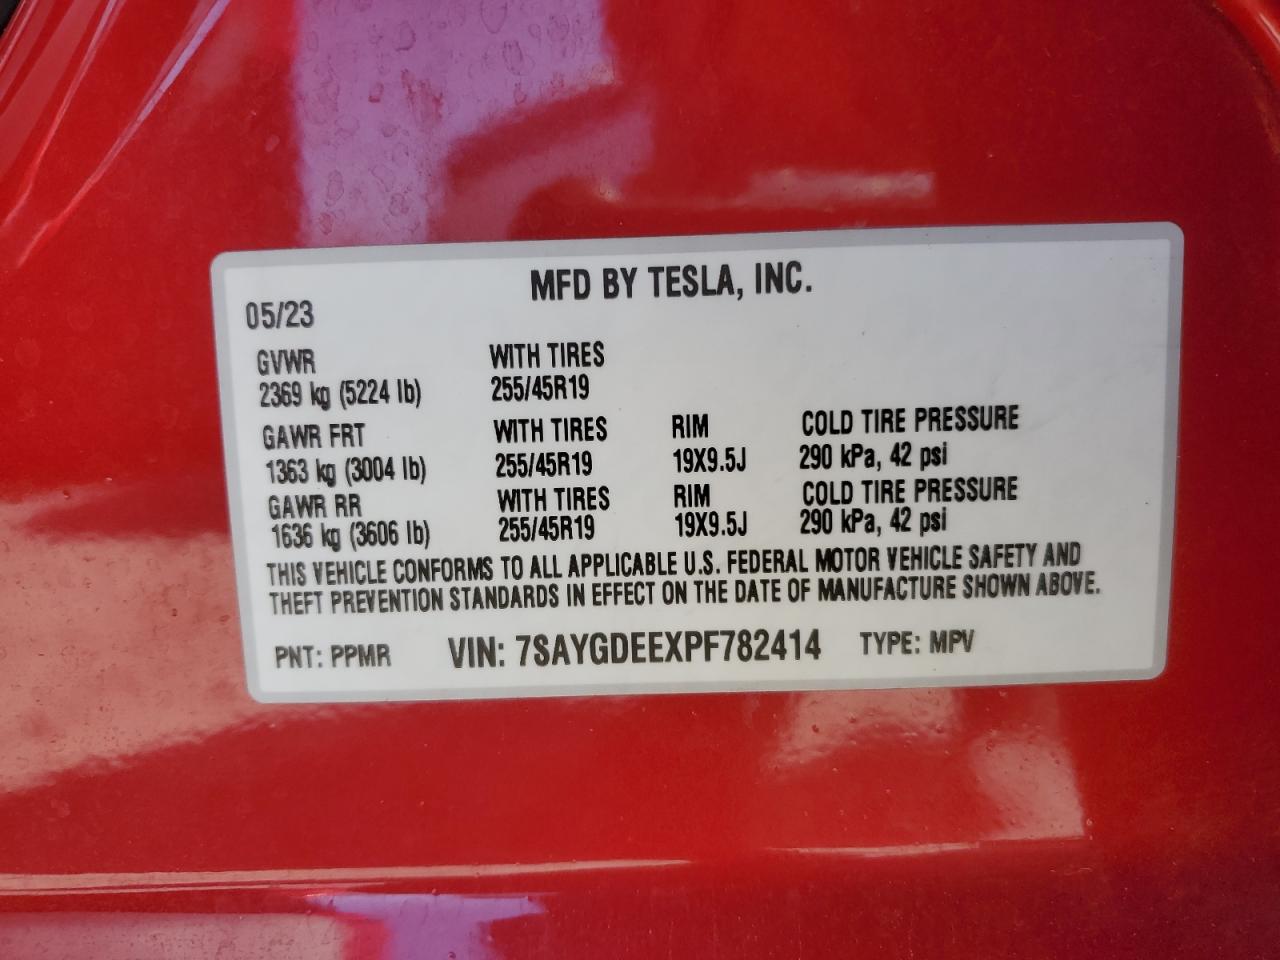 MFD BY TESLA, INC.
05/23
GVWR WITH TIRES
2369 kg (5224 lb) 255/45R19
GAWR FRT WITH TIRES RIM COLD TIRE PRESSURE
1363 kg (3004 lb) 255/45R19 19X9.5J 290 kPa, 42 psi
GAWR RR WITH TIRES RIM COLD TIRE PRESSURE
1636 kg (3606 lb) 255/45R19 19X9.5J 290 kPa, 42 psi
THIS VEHICLE CONFORMS TO ALL APPLICABLE U.S. FEDERAL MOTOR VEHICLE SAFETY AND
THEFT PREVENTION STANDARDS IN EFFECT ON THE DATE OF MANUFACTURE SHOWN ABOVE.
PNT: PPMR VIN: 7SAYGDEEXPF782414 TYPE: MPV